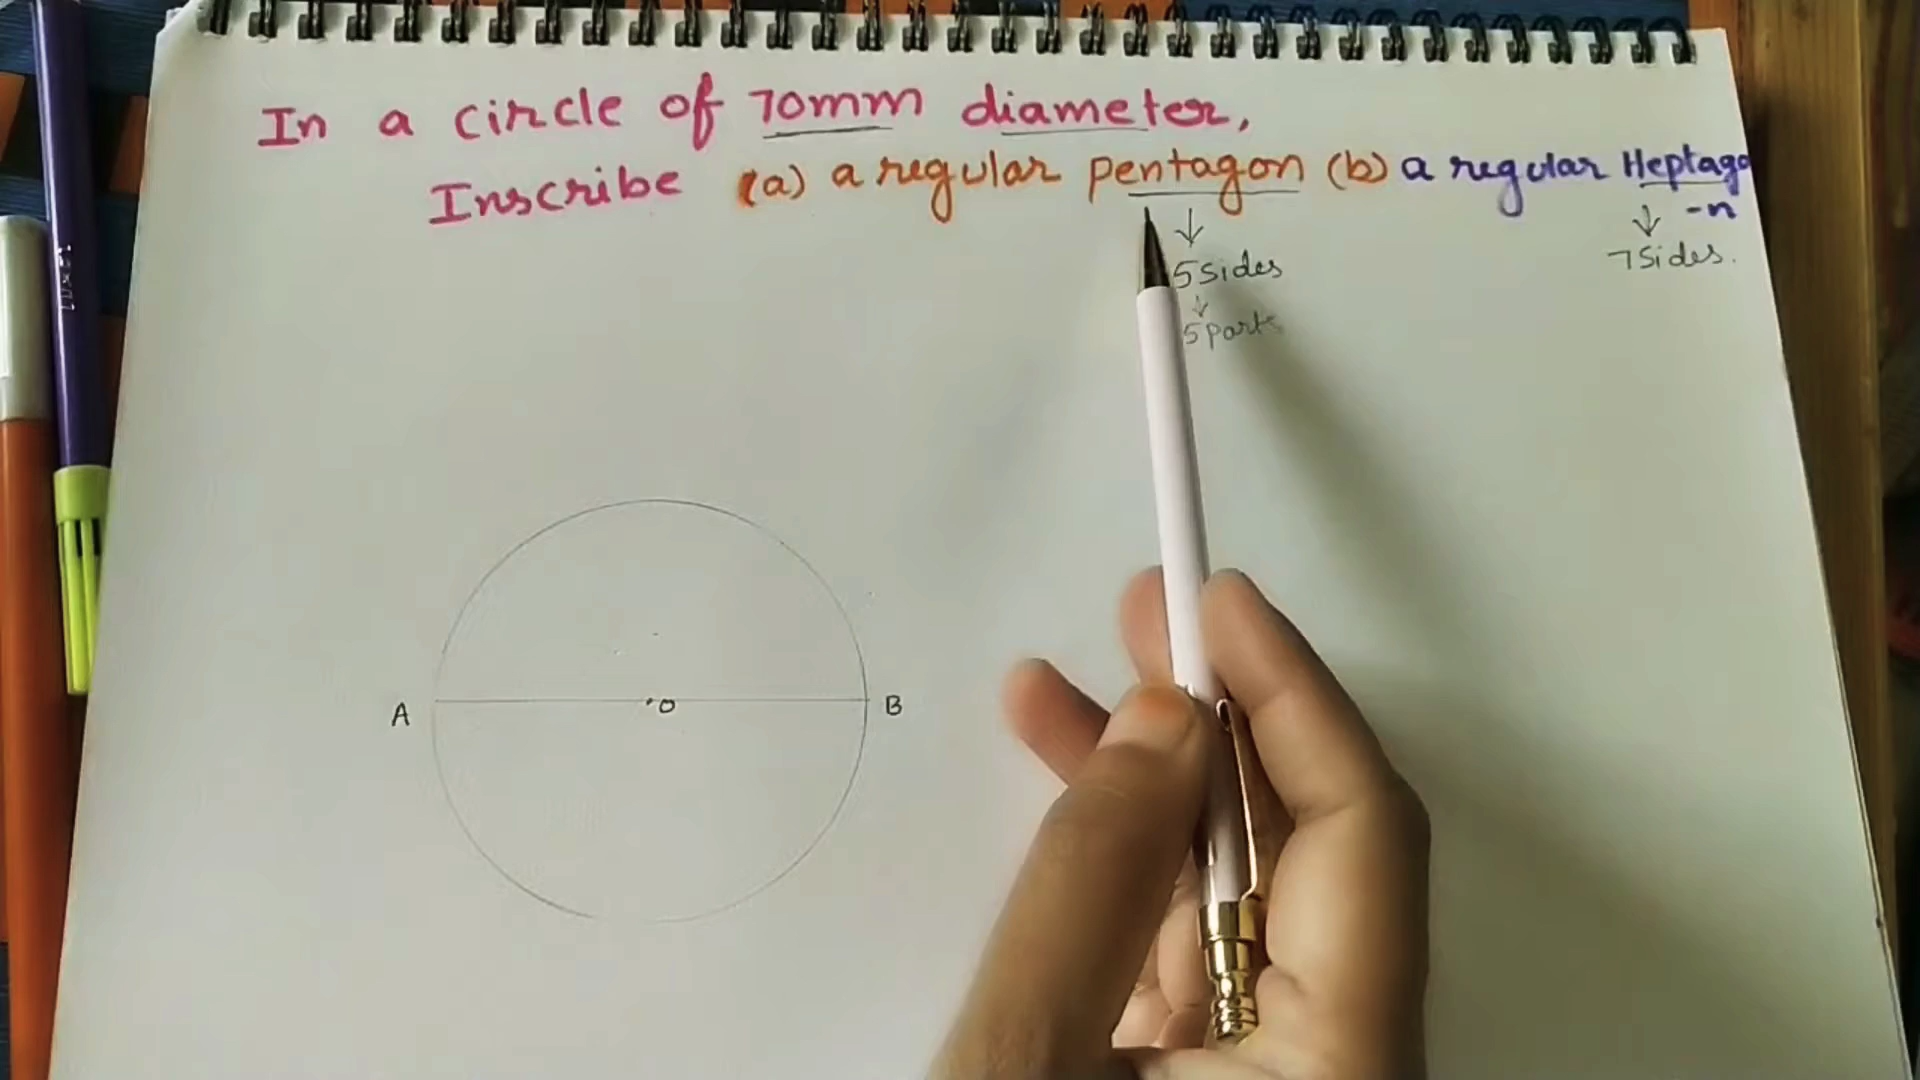 In a circle of 70mm diameter,
Inscribe (a) a regular pentagon (b) a regular Heptago
-n
5 sides
7 sides.
5 parts
A O B